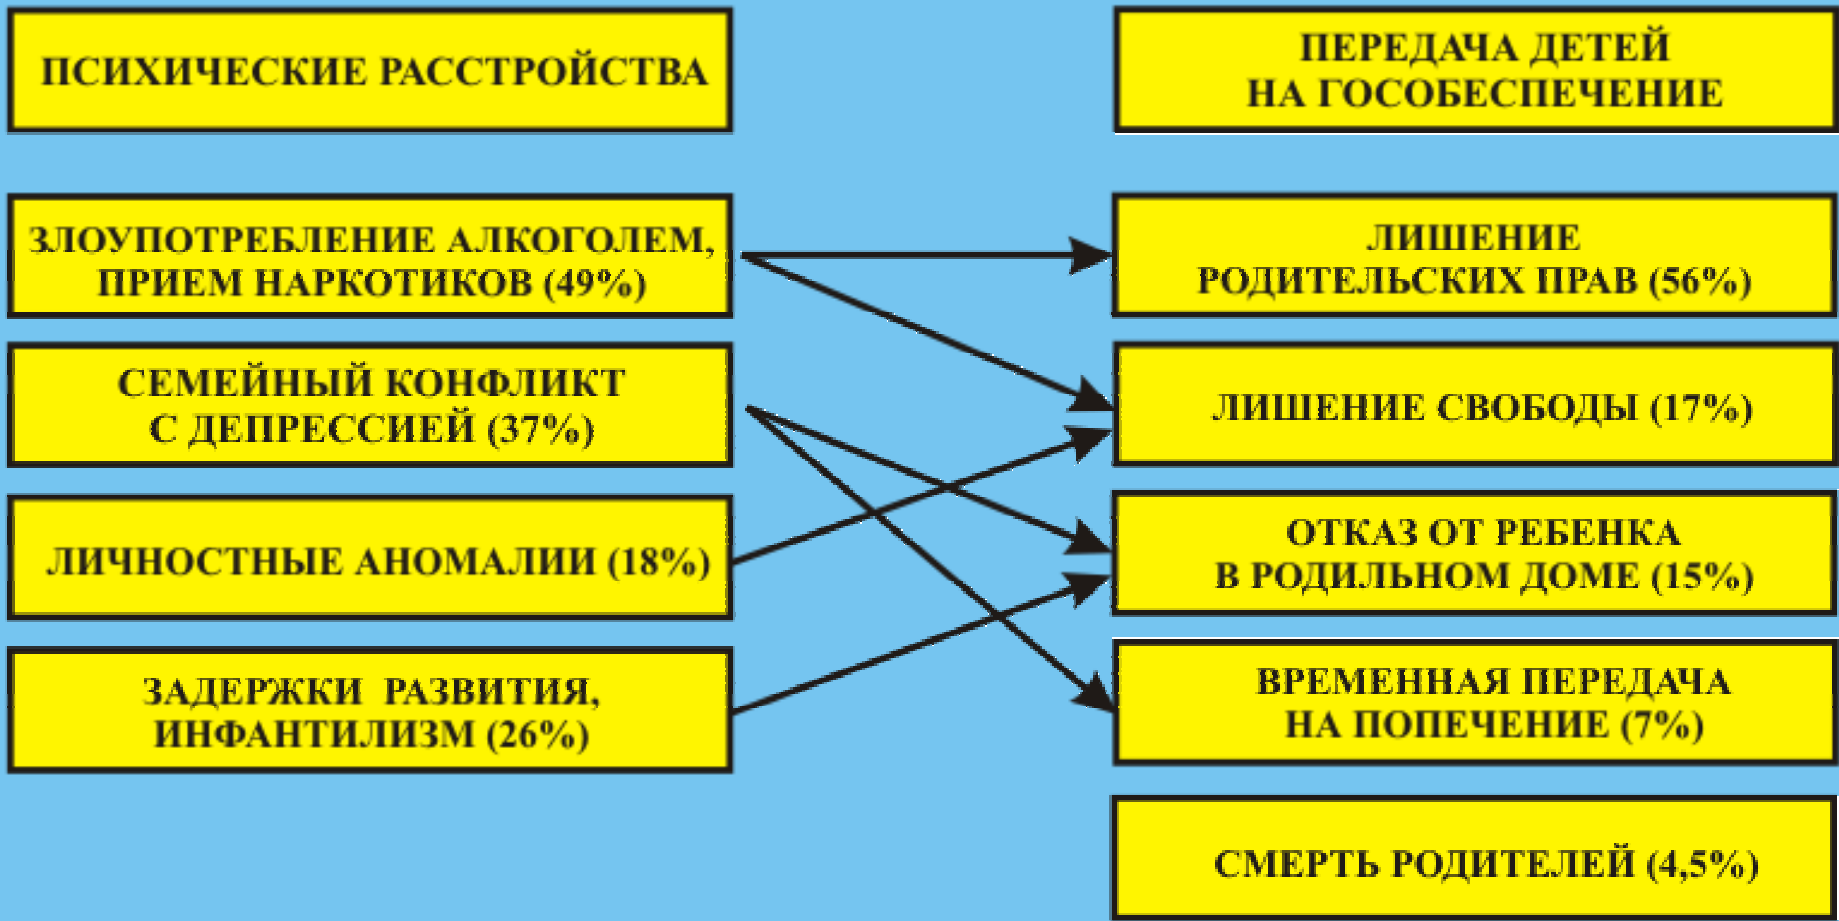 ПСИХИЧЕСКИЕ РАССТРОЙСТВА
ПЕРЕДАЧА ДЕТЕЙ
НА ГОСОБЕСПЕЧЕНИЕ
ЗЛОУПОТРЕБЛЕНИЕ АЛКОГОЛЕМ,
ПРИЕМ НАРКОТИКОВ (49%)
ЛИШЕНИЕ
РОДИТЕЛЬСКИХ ПРАВ (56%)
СЕМЕЙНЫЙ КОНФЛИКТ
С ДЕПРЕССИЕЙ (37%)
ЛИШЕНИЕ СВОБОДЫ (17%)
ЛИЧНОСТНЫЕ АНОМАЛИИ (18%)
ОТКАЗ ОТ РЕБЕНКА
В РОДИЛЬНОМ ДОМЕ (15%)
ЗАДЕРЖКИ РАЗВИТИЯ,
ИНФАНТИЛИЗМ (26%)
ВРЕМЕННАЯ ПЕРЕДАЧА
НА ПОПЕЧЕНИЕ (7%)
СМЕРТЬ РОДИТЕЛЕЙ (4,5%)